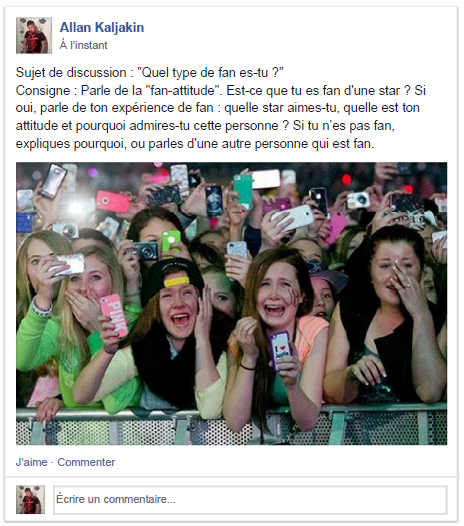 Allan Kaljakin
À l'instant
Sujet de discussion : "Quel type de fan es-tu ?"
Consigne : Parle de la "fan-attitude". Est-ce que tu es fan d'une star ? Si
oui, parle de ton expérience de fan : quelle star aimes-tu, quelle est ton
attitude et pourquoi admires-tu cette personne ? Si tu n'es pas fan,
expliques pourquoi, ou parles d'une autre personne qui est fan.
PINK
I ♥
Justin
J'aime · Commenter
Écrire un commentaire...